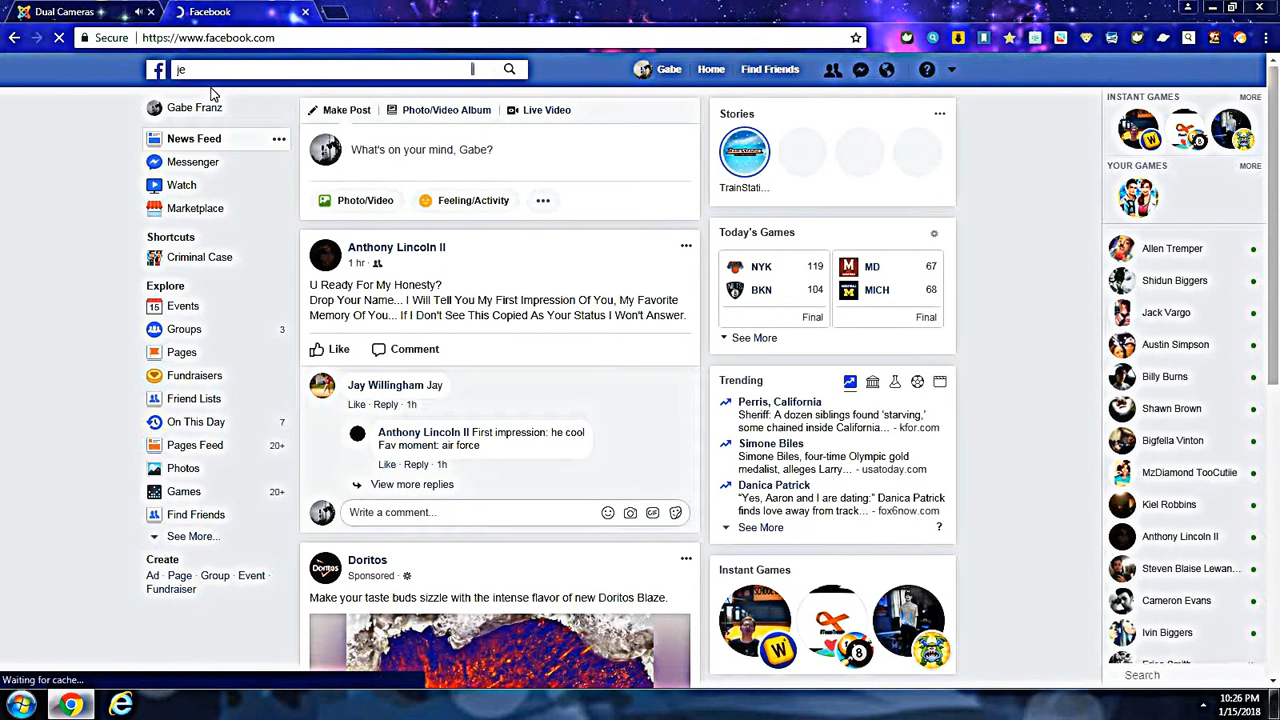 Dual Cameras
Facebook
Secure
https://www.facebook.com
je
Gabe
Home
Find Friends
Gabe Franz
News Feed
Messenger
Watch
Marketplace
Shortcuts
Criminal Case
Explore
15
Events
Groups
3
Pages
Fundraisers
Friend Lists
On This Day
7
Pages Feed
20+
Photos
Games
20+
Find Friends
See More...
Create
Ad · Page · Group · Event ·
Fundraiser
Make Post
Photo/Video Album
Live Video
What's on your mind, Gabe?
Photo/Video
Feeling/Activity
Anthony Lincoln II
1 hr ·
U Ready For My Honesty?
Drop Your Name... I Will Tell You My First Impression Of You, My Favorite
Memory Of You... If I Don't See This Copied As Your Status I Won't Answer.
Like
Comment
Jay Willingham Jay
Like · Reply · 1h
Anthony Lincoln II First impression: he cool
Fav moment: air force
Like · Reply · 1h
View more replies
Write a comment...
GIF
Doritos
Doritos
Sponsored ·
Make your taste buds sizzle with the intense flavor of new Doritos Blaze.
Stories
TrainStati...
Today's Games
NYK 119
BKN 104
Final
MD 67
MICH 68
Final
See More
Trending
Perris, California
Sheriff: A dozen siblings found 'starving,'
some chained inside California... - kfor.com
Simone Biles
Simone Biles, four-time Olympic gold
medalist, alleges Larry... - usatoday.com
Danica Patrick
"Yes, Aaron and I are dating:" Danica Patrick
finds love away from track... - fox6now.com
See More
?
Instant Games
W
8
INSTANT GAMES
MORE
W
8
YOUR GAMES
MORE
Allen Tremper
Shidun Biggers
Jack Vargo
Austin Simpson
Billy Burns
Shawn Brown
Bigfella Vinton
MzDiamond TooCutiie
Kiel Robbins
Anthony Lincoln II
Steven Blaise Lewan...
Cameron Evans
Ivin Biggers
Search
Waiting for cache...
10:26 PM
1/15/2018